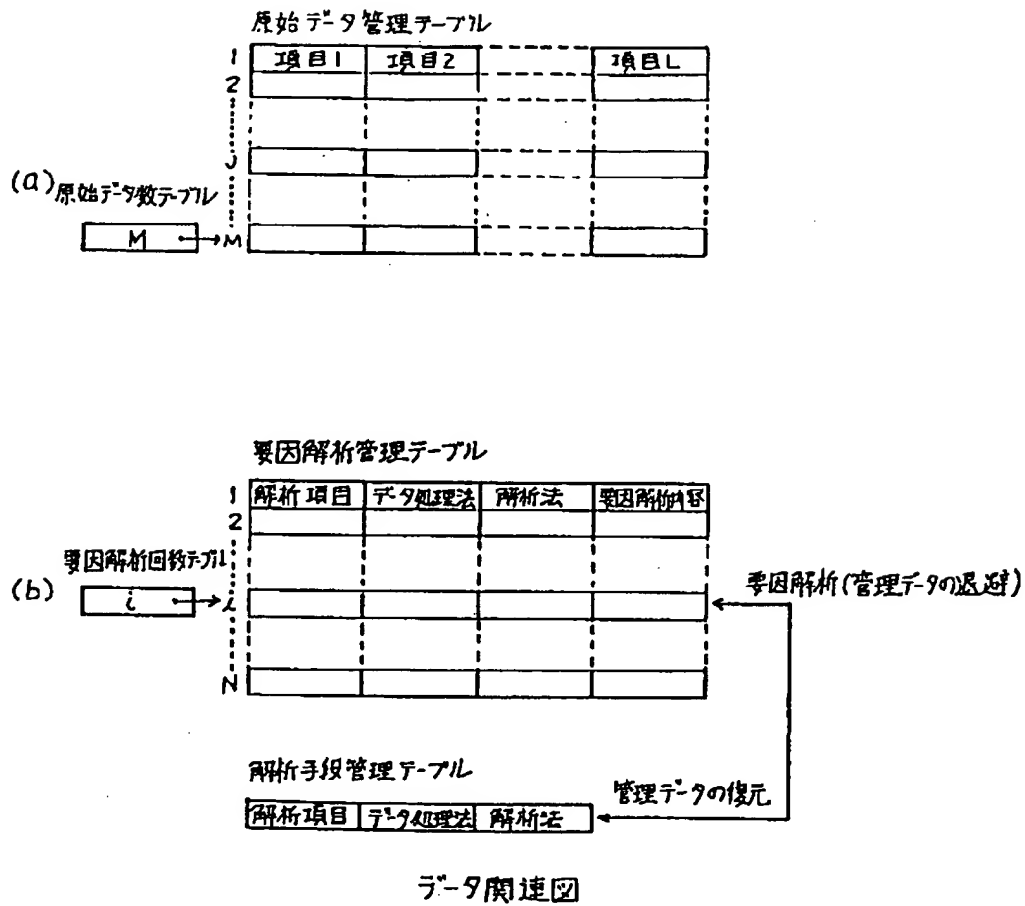 原始データ管理テーブル
1 項目1 項目2 項目L
2
J
(a) 原始データ数テーブル
M M
要因解析管理テーブル
1 解析項目 データ処理法 解析法 要因解析内容
2
要因解析回数テーブル
(b) i i 要因解析(管理データの退避)
N
解析手段管理テーブル
管理データの復元
解析項目 データ処理法 解析法
データ関連図